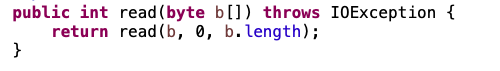 public int read(byte b[]) throws IOException {
    return read(b, 0, b.length);
}